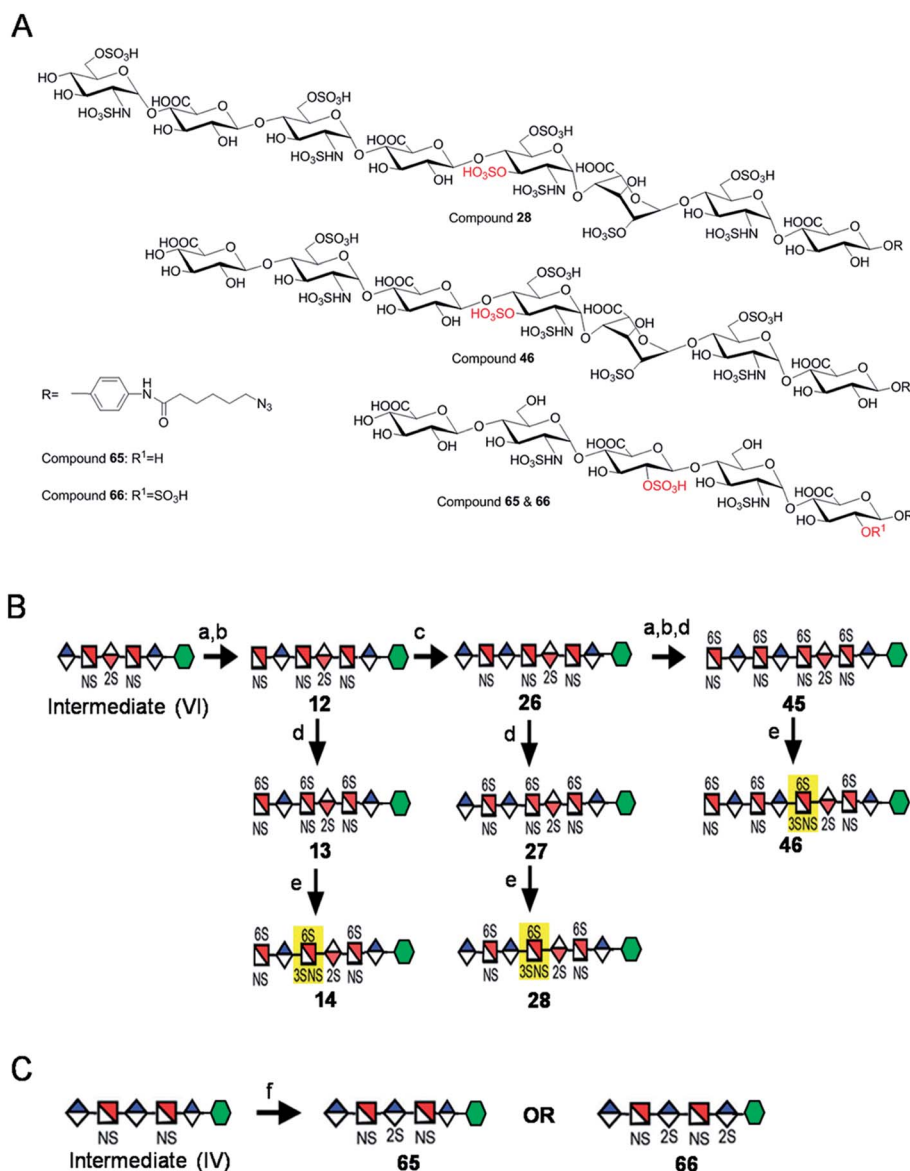 A
OSO₃H
HO
HO
HO₃SHN
O
HOOC
O
HO
OH
OSO₃H
O
O
HO
HO₃SHN
O
HOOC
O
HO
OH
OSO₃H
O
O
HO₃SO
HO₃SHN
O
HOOC
OH
O
HO₃SO
OSO₃H
O
O
HO
HO₃SHN
O
HOOC
O
HO
OH
OR
Compound 28
HOOC
HO
HO
O
OH
OSO₃H
O
O
HO
HO₃SHN
O
HOOC
O
HO
OH
OSO₃H
O
O
HO₃SO
HO₃SHN
O
HOOC
OH
O
HO₃SO
OSO₃H
O
O
HO
HO₃SHN
O
HOOC
O
HO
OH
OR
Compound 46
R=
H
N
O
N₃
Compound 65: R¹=H
Compound 66: R¹=SO₃H
HOOC
HO
HO
O
OH
OH
O
O
HO
HO₃SHN
O
HOOC
O
HO
OSO₃H
OH
O
O
HO
HO₃SHN
O
HOOC
O
HO
OR¹
OR
Compound 65 & 66
B
a,b c a,b,d
6S 6S 6S 6S
NS 2S NS
NS NS 2S NS
NS NS 2S NS
NS NS NS 2S NS
Intermediate (VI) 12 26 45
d d e
6S 6S 6S
NS NS 2S NS
13
6S 6S 6S
NS NS 2S NS
27
6S 6S 6S 6S
NS NS 3SNS 2S NS
46
e e
6S 6S 6S
NS 3SNS 2S NS
14
6S 6S 6S
NS 3SNS 2S NS
28
C
f
NS NS
Intermediate (IV)
NS 2S NS
65
OR
NS 2S NS 2S
66